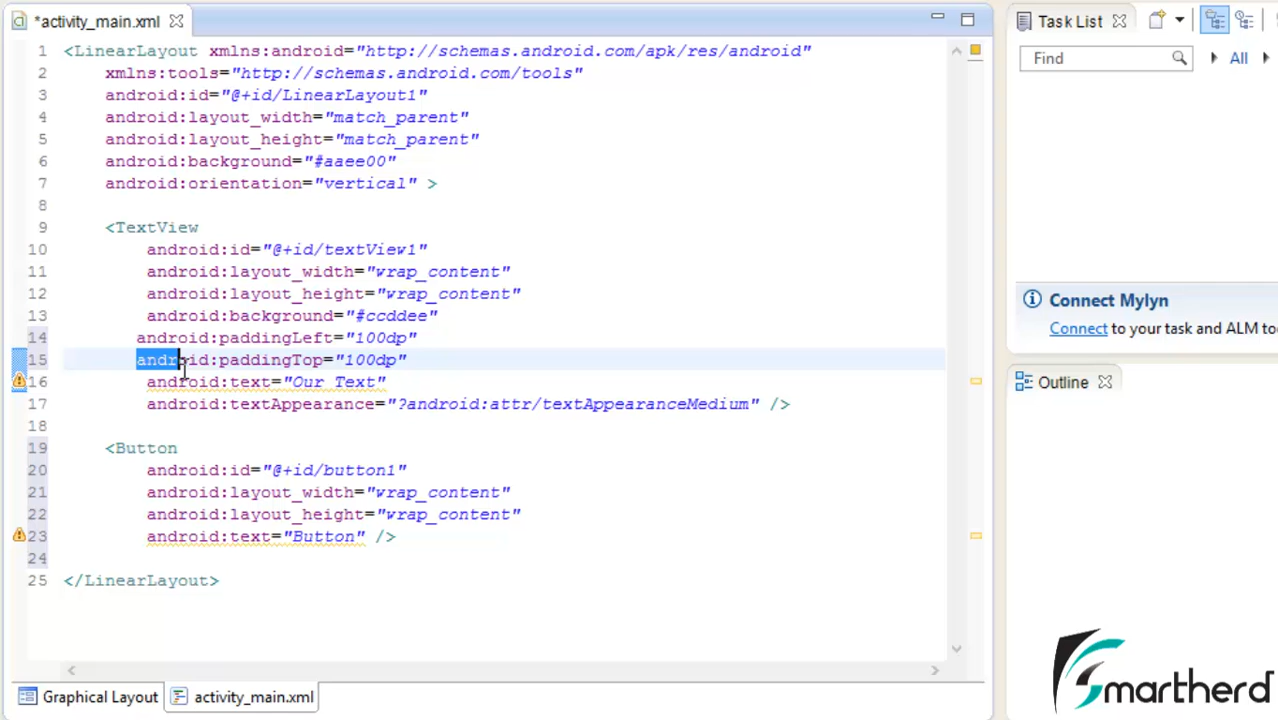 *activity_main.xml
1 <LinearLayout xmlns:android="http://schemas.android.com/apk/res/android"
2 xmlns:tools="http://schemas.android.com/tools"
3 android:id="@+id/LinearLayout1"
4 android:layout_width="match_parent"
5 android:layout_height="match_parent"
6 android:background="#aaee00"
7 android:orientation="vertical" >
8
9 <TextView
10 android:id="@+id/textView1"
11 android:layout_width="wrap_content"
12 android:layout_height="wrap_content"
13 android:background="#ccddee"
14 android:paddingLeft="100dp"
15 android:paddingTop="100dp"
16 android:text="Our Text"
17 android:textAppearance="?android:attr/textAppearanceMedium" />
18
19 <Button
20 android:id="@+id/button1"
21 android:layout_width="wrap_content"
22 android:layout_height="wrap_content"
23 android:text="Button" />
24
25 </LinearLayout>
Graphical Layout
activity_main.xml
Task List
Find
All
Connect Mylyn
Connect to your task and ALM to
Outline
Smartherd